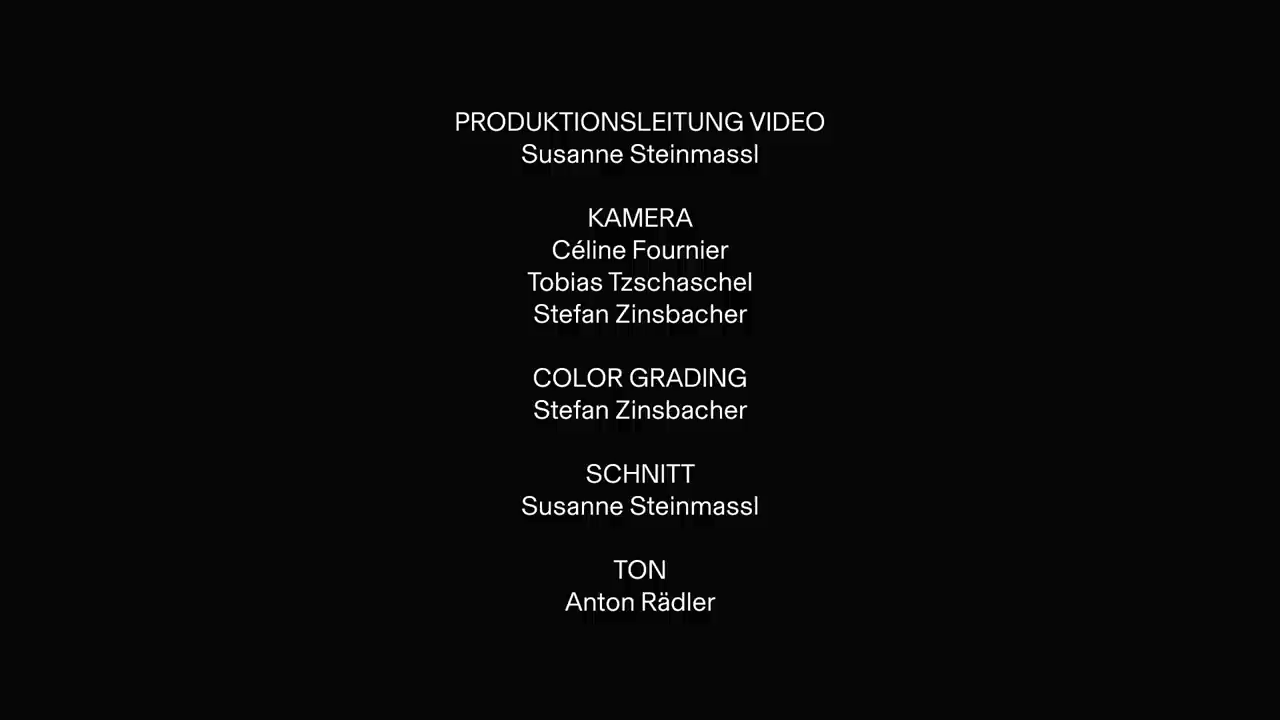 PRODUKTIONSLEITUNG VIDEO
Susanne Steinmassl
KAMERA
Céline Fournier
Tobias Tzschaschel
Stefan Zinsbacher
COLOR GRADING
Stefan Zinsbacher
SCHNITT
Susanne Steinmassl
TON
Anton Rädler